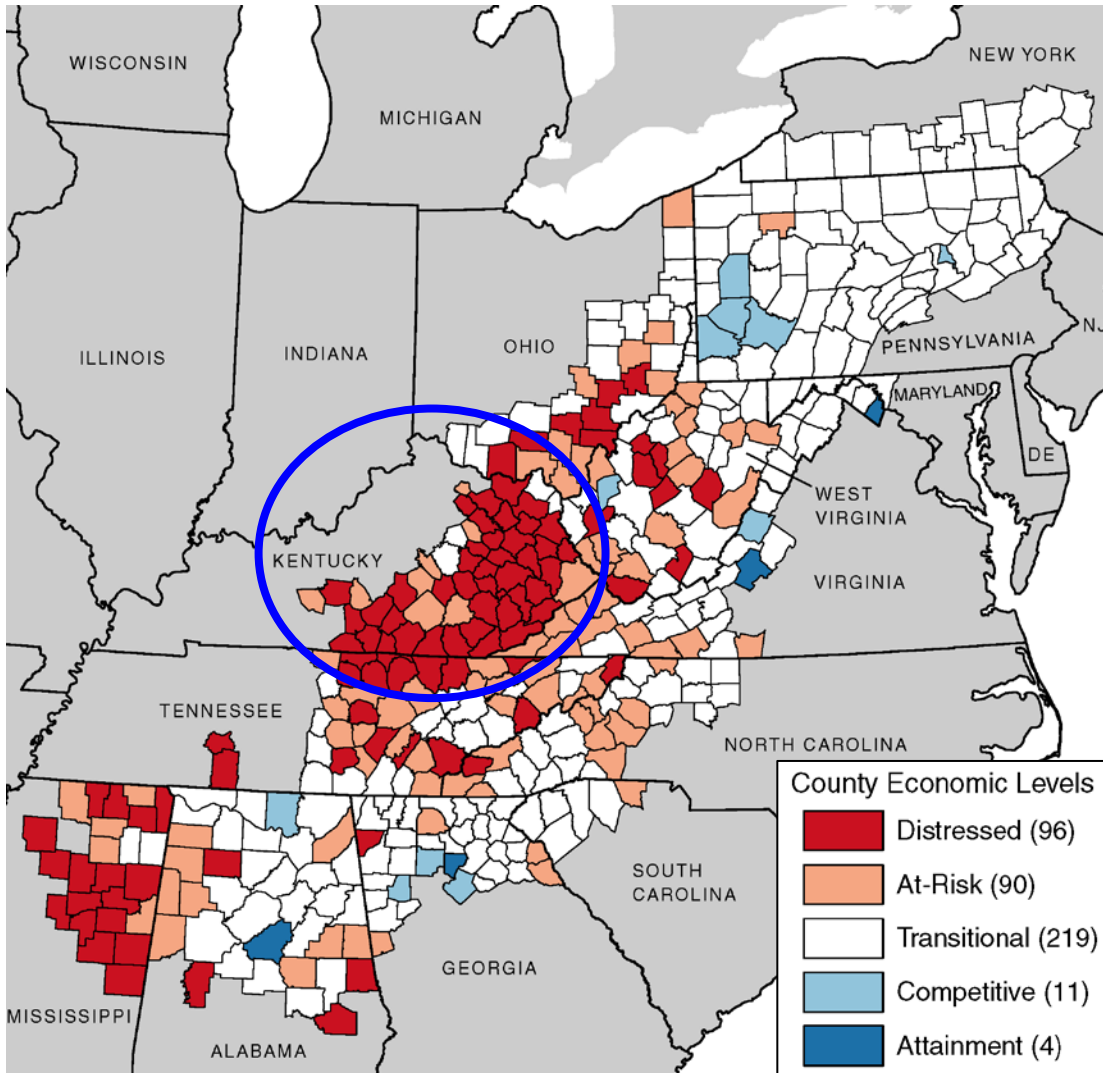 WISCONSIN
MICHIGAN
NEW YORK
ILLINOIS
INDIANA
OHIO
PENNSYLVANIA
NJ
MARYLAND
DE
WEST
VIRGINIA
KENTUCKY
VIRGINIA
TENNESSEE
NORTH CAROLINA
SOUTH
CAROLINA
GEORGIA
MISSISSIPPI
ALABAMA
County Economic Levels
Distressed (96)
At-Risk (90)
Transitional (219)
Competitive (11)
Attainment (4)